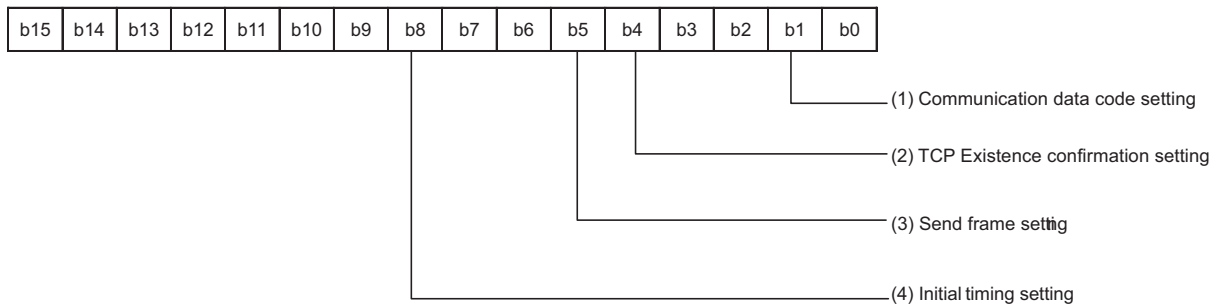 b15 b14 b13 b12 b11 b10 b9 b8 b7 b6 b5 b4 b3 b2 b1 b0
(1) Communication data code setting
(2) TCP Existence confirmation setting
(3) Send frame setting
(4) Initial timing setting